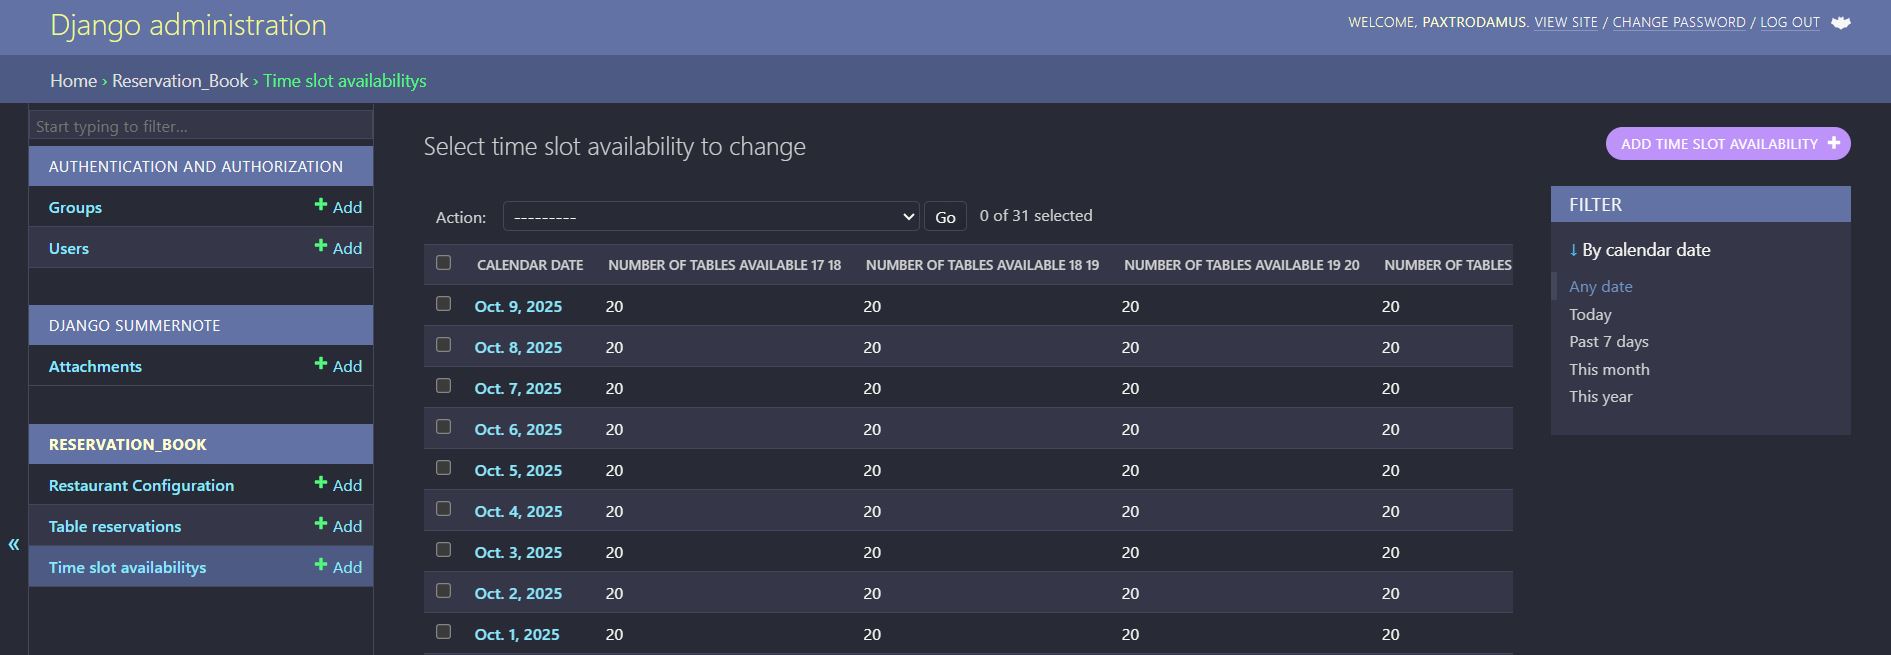 Django administration
WELCOME, PAXTRODAMUS. VIEW SITE / CHANGE PASSWORD / LOG OUT
Home › Reservation_Book › Time slot availabilitys
Start typing to filter...
AUTHENTICATION AND AUTHORIZATION
Groups + Add
Users + Add
DJANGO SUMMERNOTE
Attachments + Add
RESERVATION_BOOK
Restaurant Configuration + Add
Table reservations + Add
Time slot availabilitys + Add
«
Select time slot availability to change
ADD TIME SLOT AVAILABILITY +
Action: --------- Go 0 of 31 selected
CALENDAR DATE NUMBER OF TABLES AVAILABLE 17 18 NUMBER OF TABLES AVAILABLE 18 19 NUMBER OF TABLES AVAILABLE 19 20 NUMBER OF TABLES
Oct. 9, 2025 20 20 20 20
Oct. 8, 2025 20 20 20 20
Oct. 7, 2025 20 20 20 20
Oct. 6, 2025 20 20 20 20
Oct. 5, 2025 20 20 20 20
Oct. 4, 2025 20 20 20 20
Oct. 3, 2025 20 20 20 20
Oct. 2, 2025 20 20 20 20
Oct. 1, 2025 20 20 20 20
FILTER
↓ By calendar date
Any date
Today
Past 7 days
This month
This year